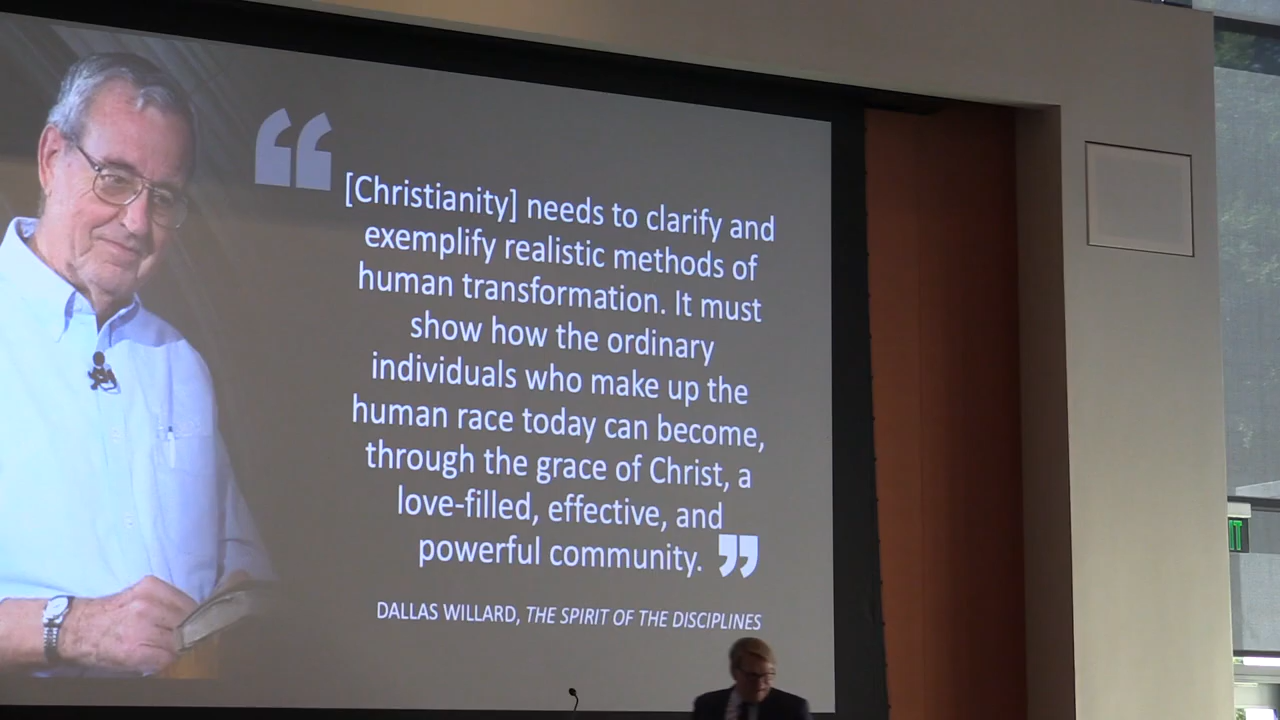 “
[Christianity] needs to clarify and
exemplify realistic methods of
human transformation. It must
show how the ordinary
individuals who make up the
human race today can become,
through the grace of Christ, a
love-filled, effective, and
powerful community. ”
DALLAS WILLARD, THE SPIRIT OF THE DISCIPLINES
IT